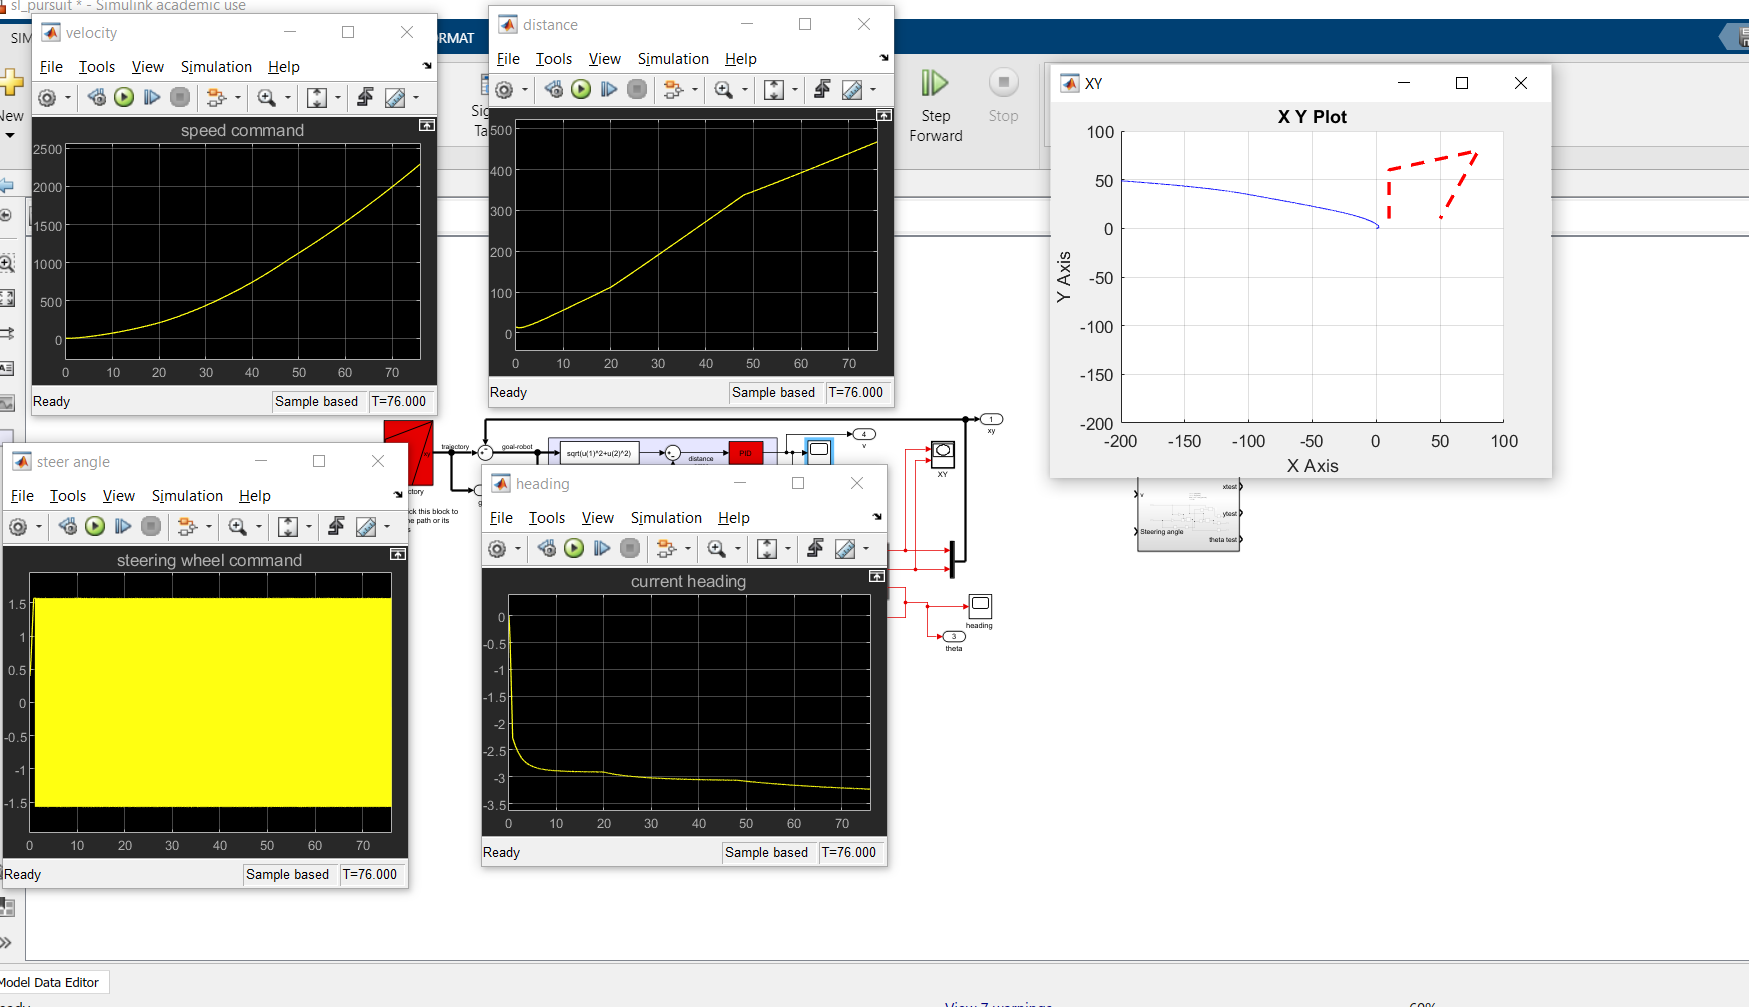 sl_pursuit * - Simulink academic use
velocity
File Tools View Simulation Help
speed command
2500
2000
1500
1000
500
0
0 10 20 30 40 50 60 70
Ready Sample based T=76.000
distance
File Tools View Simulation Help
500
400
300
200
100
0
0 10 20 30 40 50 60 70
Ready Sample based T=76.000
Step
Forward
Stop
XY
X Y Plot
100
50
0
-50
-100
-150
-200
Y Axis
-200 -150 -100 -50 0 50 100
X Axis
trajectory
goal-robot
sqrt(u(1)^2+u(2)^2)
distance
PID
4
v
1
xy
XY
steer angle
File Tools View Simulation Help
steering wheel command
1.5
1
0.5
0
-0.5
-1
-1.5
0 10 20 30 40 50 60 70
Ready Sample based T=76.000
heading
File Tools View Simulation Help
current heading
0
-0.5
-1
-1.5
-2
-2.5
-3
-3.5
0 10 20 30 40 50 60 70
Ready Sample based T=76.000
heading
3
theta
v
Steering angle
xtest
ytest
theta test
New
Model Data Editor
View 7 warnings
60%